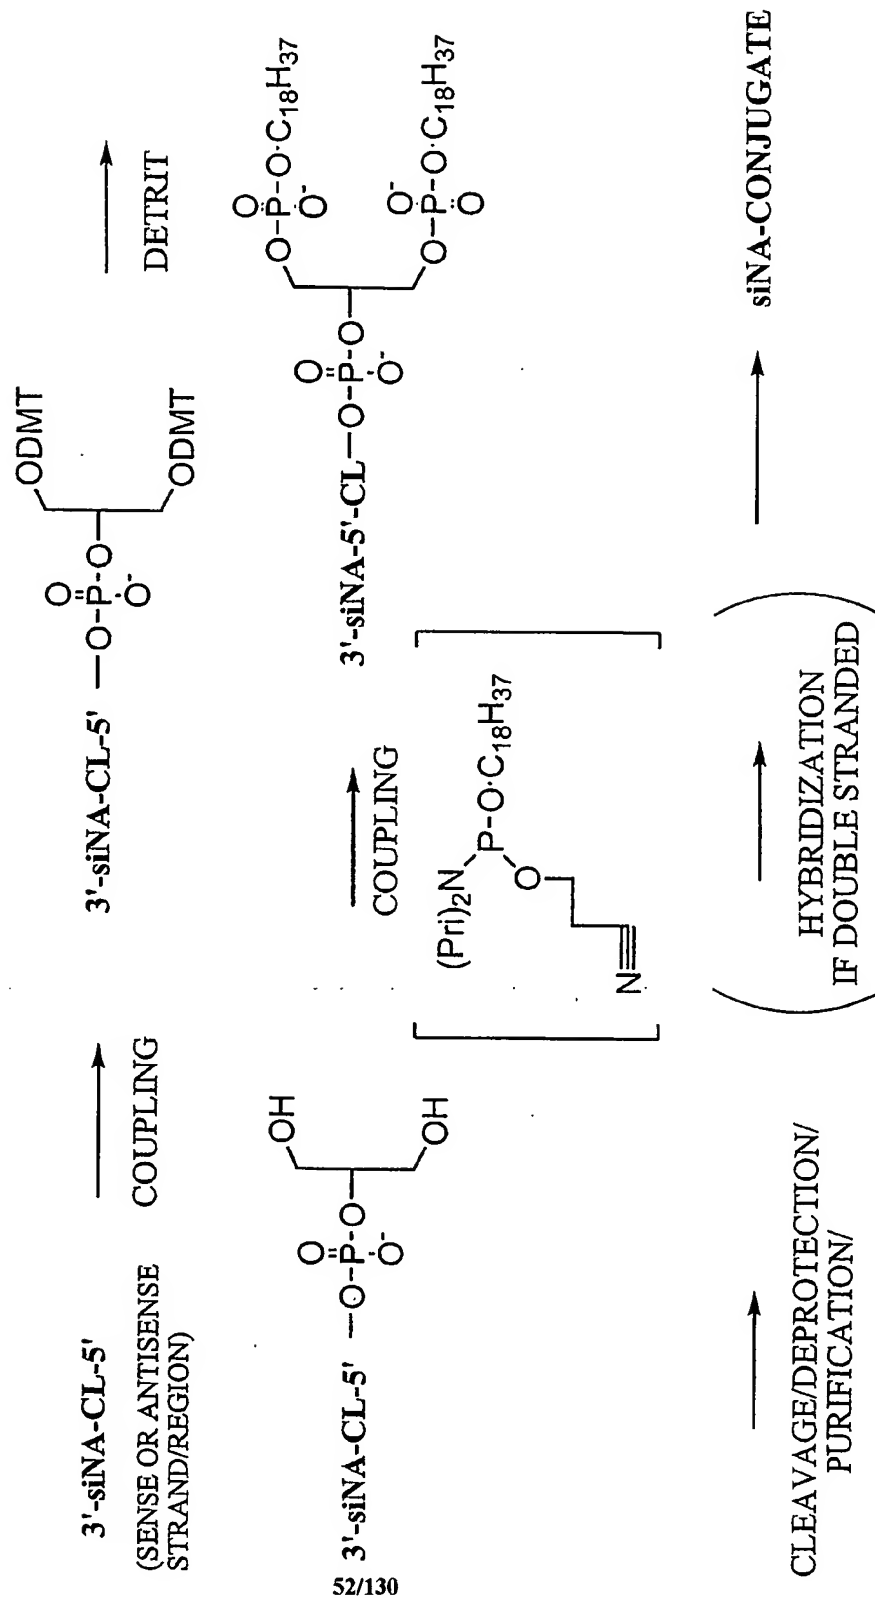 3'-siNA-CL-5'
(SENSE OR ANTISENSE
STRAND/REGION)
COUPLING
3'-siNA-CL-5' —O-P-O
O
O-
ODMT
ODMT
DETRIT
3'-siNA-CL-5' —O-P-O
O
O-
OH
OH
COUPLING
(Pri)2N
P-O·C18H37
O
N
3'-siNA-5'-CL—O-P-O
O
O-
O
O-P-O·C18H37
O-
O-
O-P-O·C18H37
O
CLEAVAGE/DEPROTECTION/
PURIFICATION/
HYBRIDIZATION
IF DOUBLE STRANDED
siNA-CONJUGATE
52/130